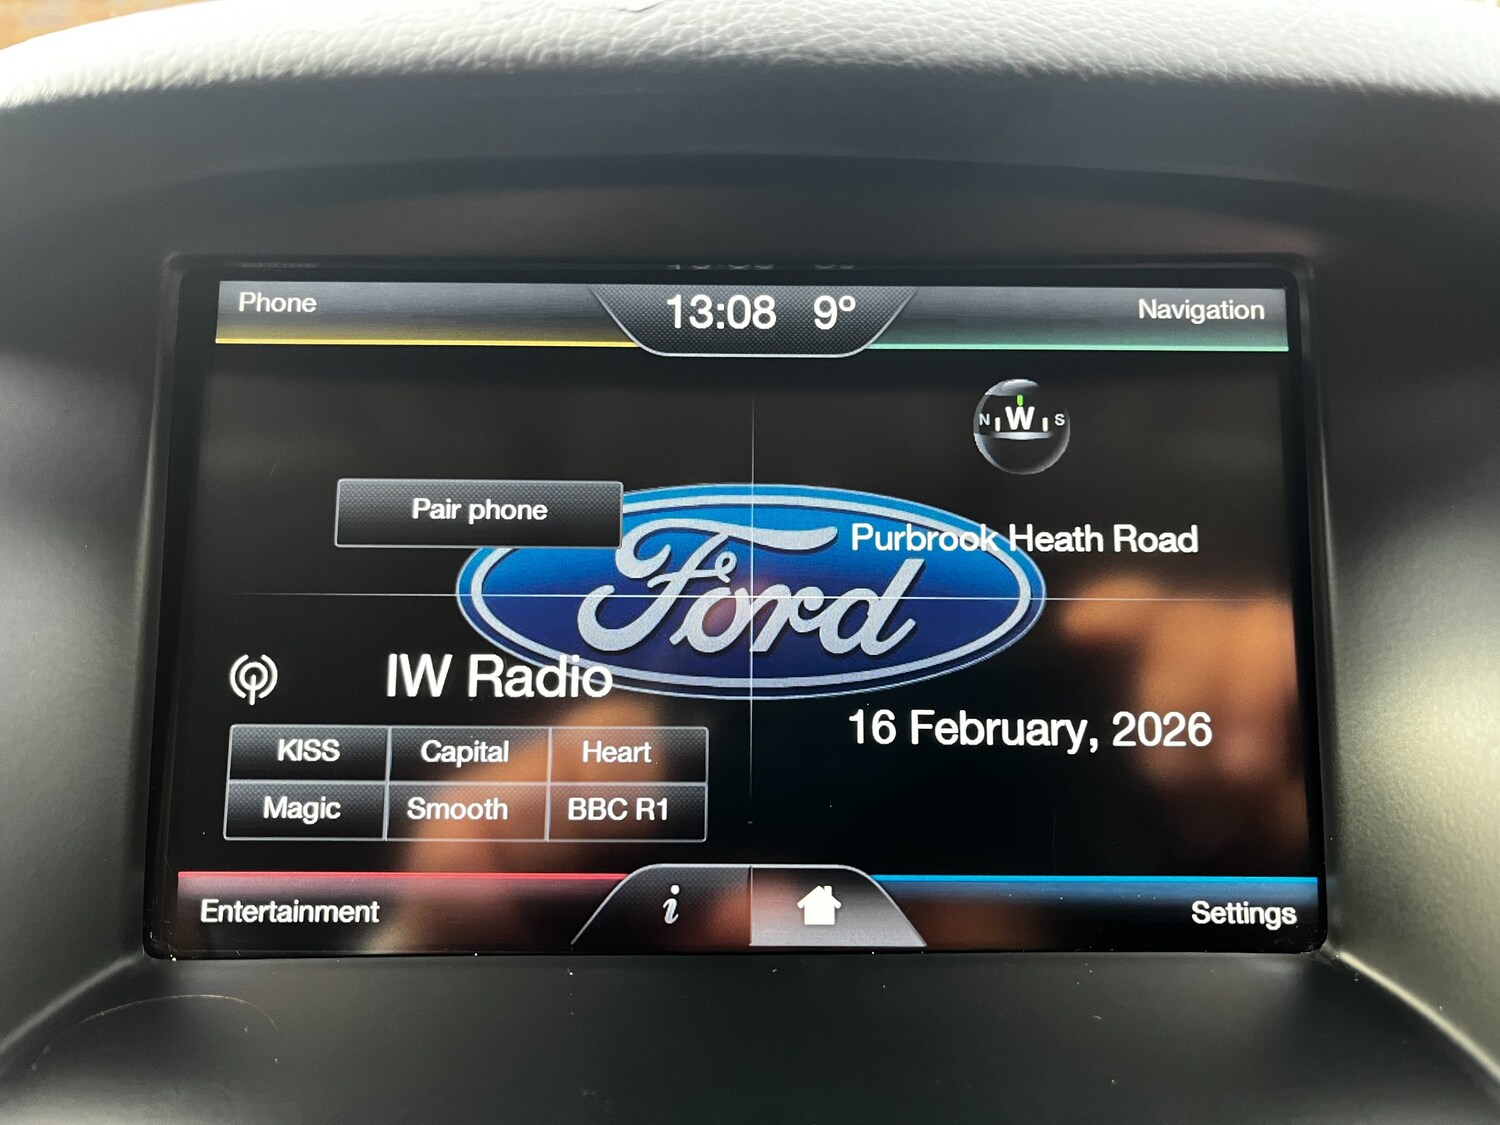 Phone
13:08 9º
Navigation
N W S
Pair phone
Ford
Purbrook Heath Road
IW Radio
16 February, 2026
KISS Capital Heart
Magic Smooth BBC R1
Entertainment
i
Settings